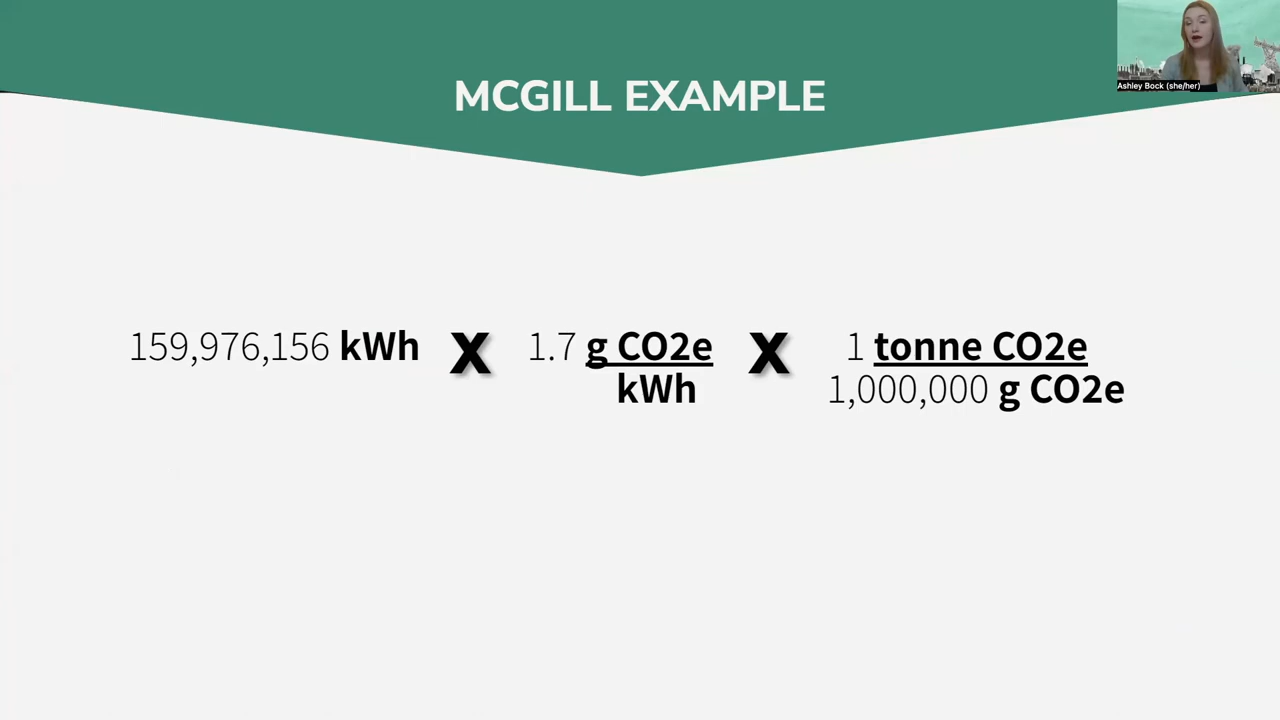 MCGILL EXAMPLE
Ashley Bock (she/her)
159,976,156 kWh X 1.7 g CO2e X 1 tonne CO2e
kWh 1,000,000 g CO2e